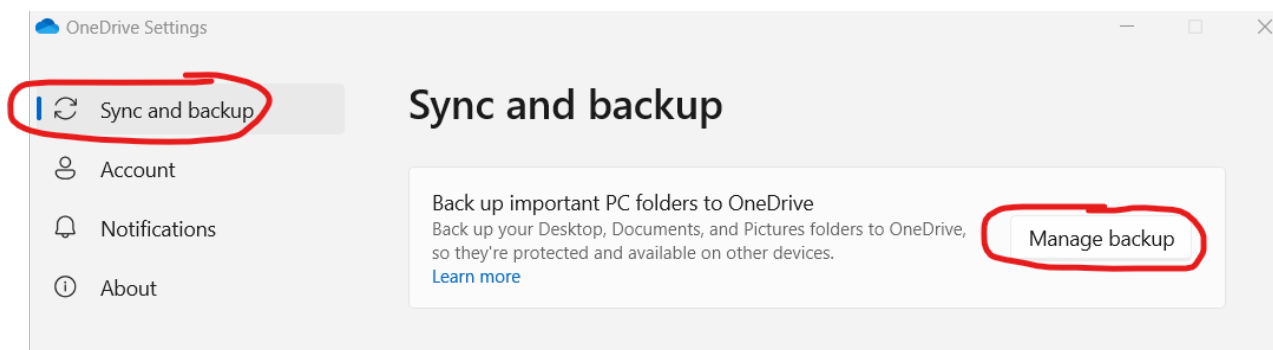 OneDrive Settings
Sync and backup
Account
Notifications
About
Sync and backup
Back up important PC folders to OneDrive
Back up your Desktop, Documents, and Pictures folders to OneDrive,
so they're protected and available on other devices.
Learn more
Manage backup